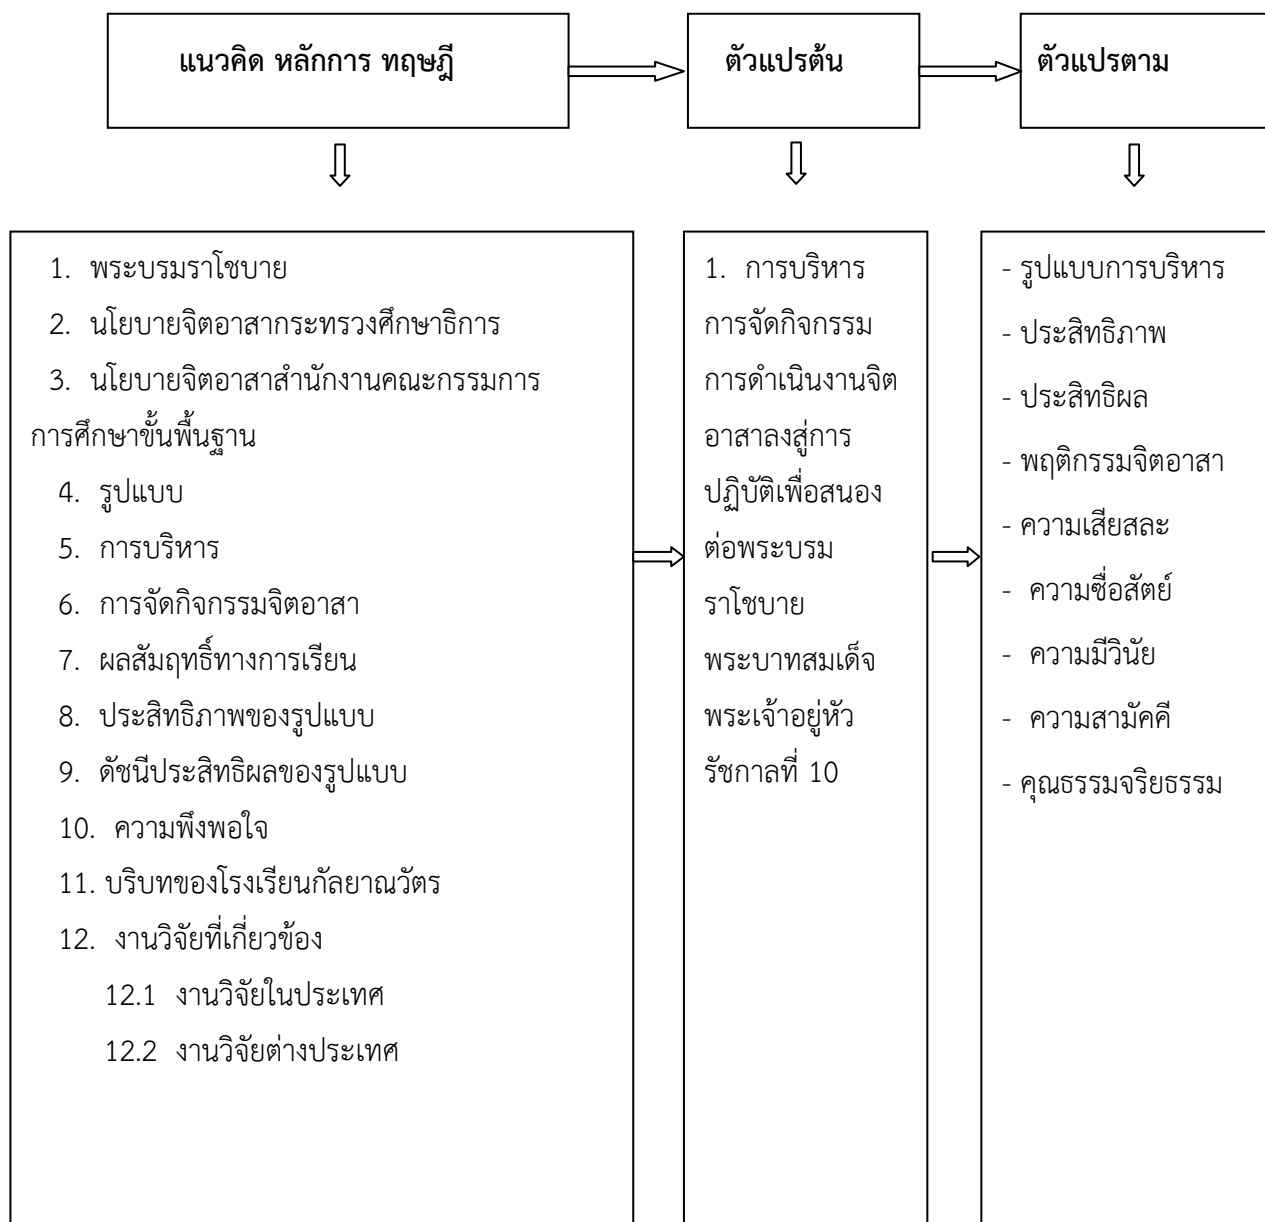 แนวคิด หลักการ ทฤษฎี
ตัวแปรต้น
ตัวแปรตาม
1. พระบรมราโชบาย
2. นโยบายจิตอาสากระทรวงศึกษาธิการ
3. นโยบายจิตอาสาสำนักงานคณะกรรมการ
การศึกษาขั้นพื้นฐาน
4. รูปแบบ
5. การบริหาร
6. การจัดกิจกรรมจิตอาสา
7. ผลสัมฤทธิ์ทางการเรียน
8. ประสิทธิภาพของรูปแบบ
9. ดัชนีประสิทธิผลของรูปแบบ
10. ความพึงพอใจ
11. บริบทของโรงเรียนกัลยาณวัตร
12. งานวิจัยที่เกี่ยวข้อง
12.1 งานวิจัยในประเทศ
12.2 งานวิจัยต่างประเทศ
1. การบริหาร
การจัดกิจกรรม
การดำเนินงานจิต
อาสาลงสู่การ
ปฏิบัติเพื่อสนอง
ต่อพระบรม
ราโชบาย
พระบาทสมเด็จ
พระเจ้าอยู่หัว
รัชกาลที่ 10
- รูปแบบการบริหาร
- ประสิทธิภาพ
- ประสิทธิผล
- พฤติกรรมจิตอาสา
- ความเสียสละ
- ความซื่อสัตย์
- ความมีวินัย
- ความสามัคคี
- คุณธรรมจริยธรรม